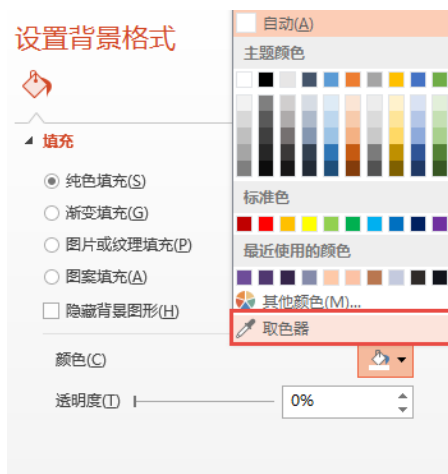 设置背景格式
填充
纯色填充(S)
渐变填充(G)
图片或纹理填充(P)
图案填充(A)
隐藏背景图形(H)
颜色(C)
透明度(T)
0%
自动(A)
主题颜色
标准色
最近使用的颜色
其他颜色(M)...
取色器